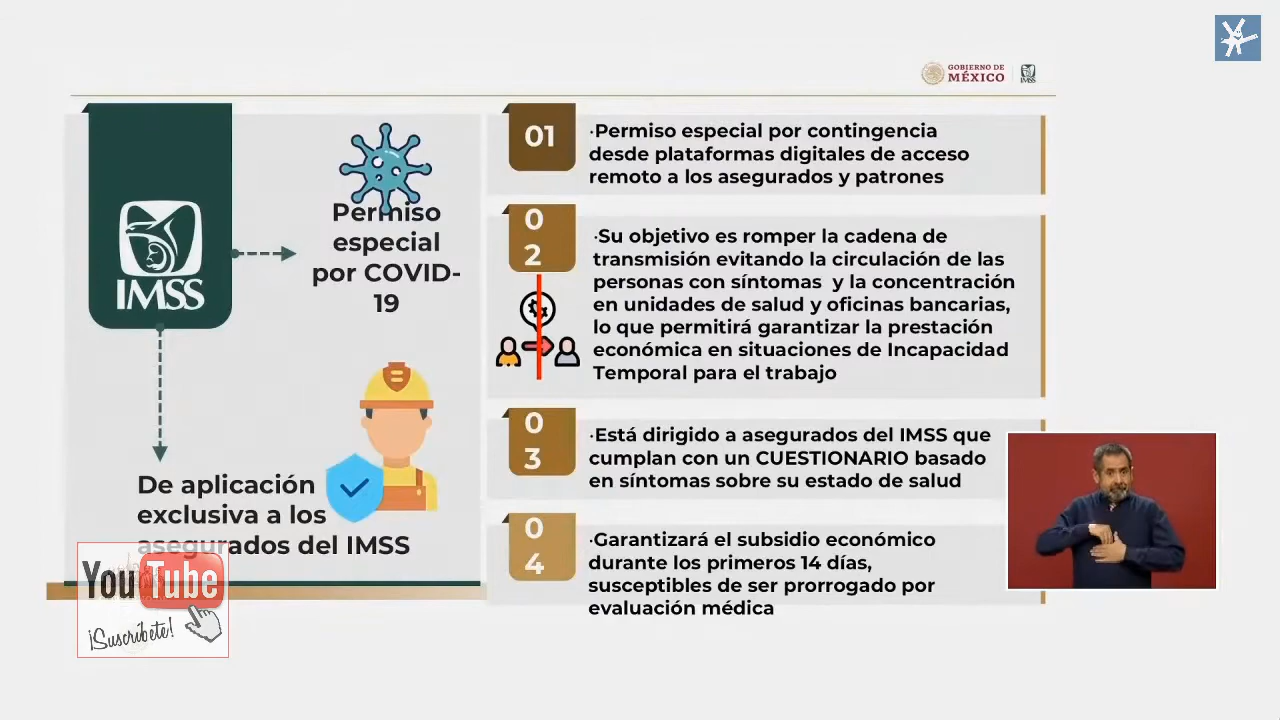 GOBIERNO DE
MÉXICO
IMSS
IMSS
Permiso
especial
por COVID-
19
De aplicación
exclusiva a los
asegurados del IMSS
01
·Permiso especial por contingencia
desde plataformas digitales de acceso
remoto a los asegurados y patrones
0
2
·Su objetivo es romper la cadena de
transmisión evitando la circulación de las
personas con síntomas y la concentración
en unidades de salud y oficinas bancarias,
lo que permitirá garantizar la prestación
económica en situaciones de Incapacidad
Temporal para el trabajo
0
3
·Está dirigido a asegurados del IMSS que
cumplan con un CUESTIONARIO basado
en síntomas sobre su estado de salud
0
4
·Garantizará el subsidio económico
durante los primeros 14 días,
susceptibles de ser prorrogado por
evaluación médica
YouTube
¡Suscríbete!